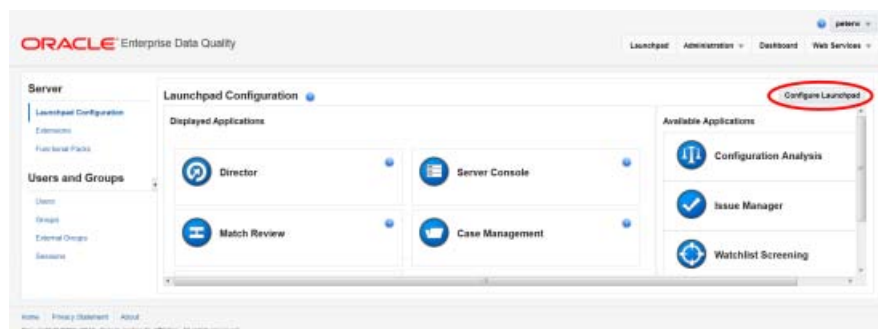 peters
ORACLE Enterprise Data Quality
Launchpad Administration Dashboard Web Services
Server
Launchpad Configuration
Extensions
Functional Packs
Users and Groups
Users
Groups
External Groups
Sessions
Launchpad Configuration
Configure Launchpad
Displayed Applications
Director
Server Console
Match Review
Case Management
Available Applications
Configuration Analysis
Issue Manager
Watchlist Screening
Home Privacy Statement About